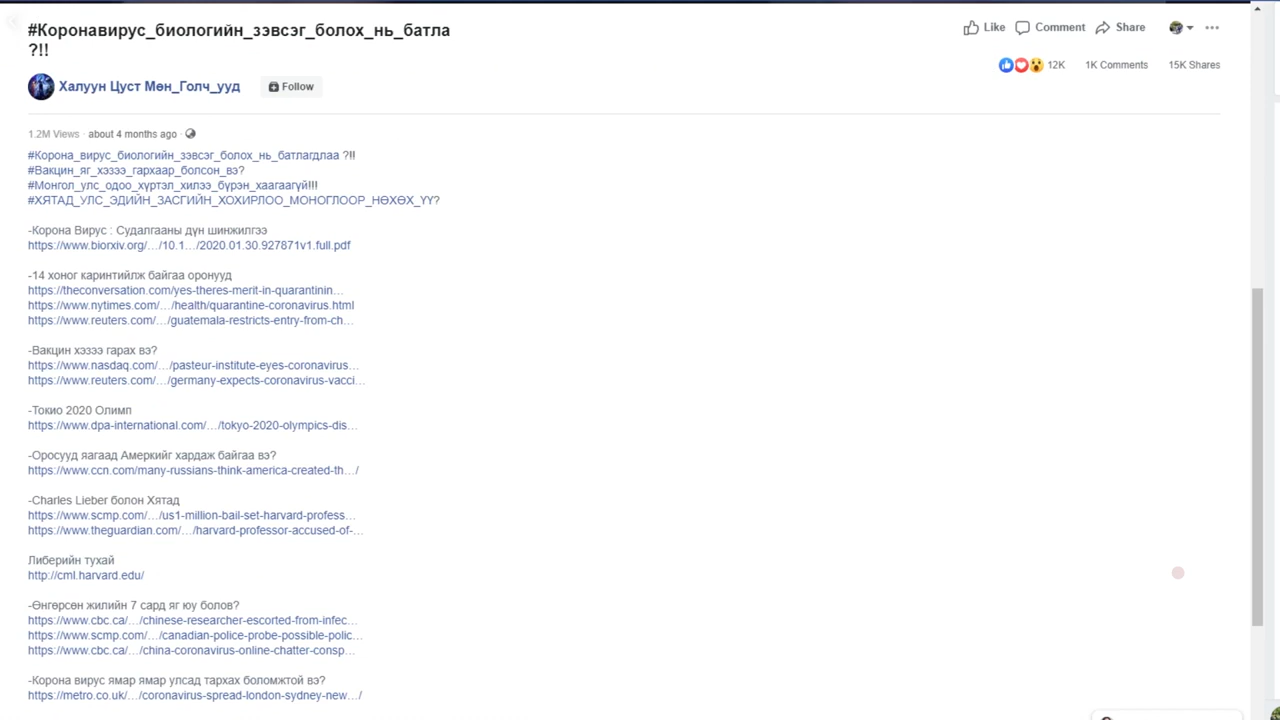 #Коронавирус_биологийн_зэвсэг_болох_нь_батла
?!!
Like Comment Share
12K 1K Comments 15K Shares
Халуун Цуст Мөн_Голч_ууд Follow
1.2M Views · about 4 months ago ·
#Корона_вирус_биологийн_зэвсэг_болох_нь_батлагдлаа ?!!
#Вакцин_яг_хэзээ_гархаар_болсон_вэ?
#Монгол_улс_одоо_хүртэл_хилээ_бүрэн_хаагаагүй!!!
#ХЯТАД_УЛС_ЭДИЙН_ЗАСГИЙН_ХОХИРЛОО_МОНОГЛООР_НӨХӨХ_ҮҮ?
-Корона Вирус : Судалгааны дүн шинжилгээ
https://www.biorxiv.org/…/10.1…/2020.01.30.927871v1.full.pdf
-14 хоног каринтийлж байгаа оронууд
https://theconversation.com/yes-theres-merit-in-quarantinin…
https://www.nytimes.com/…/health/quarantine-coronavirus.html
https://www.reuters.com/…/guatemala-restricts-entry-from-ch…
-Вакцин хэзээ гарах вэ?
https://www.nasdaq.com/…/pasteur-institute-eyes-coronavirus…
https://www.reuters.com/…/germany-expects-coronavirus-vacci…
-Токио 2020 Олимп
https://www.dpa-international.com/…/tokyo-2020-olympics-dis…
-Оросууд яагаад Америкийг хардаж байгаа вэ?
https://www.ccn.com/many-russians-think-america-created-th…/
-Charles Lieber болон Хятад
https://www.scmp.com/…/us1-million-bail-set-harvard-profess…
https://www.theguardian.com/…/harvard-professor-accused-of-…
Либерийн тухай
http://cml.harvard.edu/
-Өнгөрсөн жилийн 7 сард яг юу болов?
https://www.cbc.ca/…/chinese-researcher-escorted-from-infec…
https://www.scmp.com/…/canadian-police-probe-possible-polic…
https://www.cbc.ca/…/china-coronavirus-online-chatter-consp…
-Корона вирус ямар ямар улсад тархах боломжтой вэ?
https://metro.co.uk/…/coronavirus-spread-london-sydney-new…/